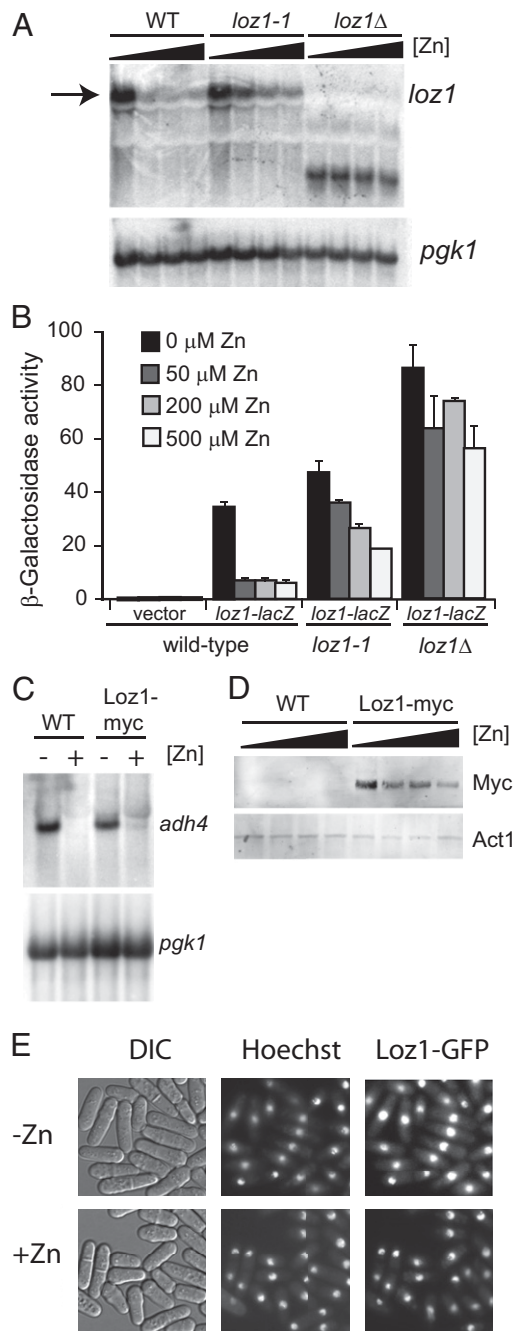 A
WT loz1-1 loz1Δ
[Zn]
loz1
pgk1
B
β-Galactosidase activity
100
80
60
40
20
0
0 μM Zn
50 μM Zn
200 μM Zn
500 μM Zn
vector loz1-lacZ loz1-lacZ loz1-lacZ
wild-type loz1-1 loz1Δ
C
WT Loz1-myc
- + - + [Zn]
adh4
pgk1
D
WT Loz1-myc
[Zn]
Myc
Act1
E
DIC Hoechst Loz1-GFP
-Zn
+Zn